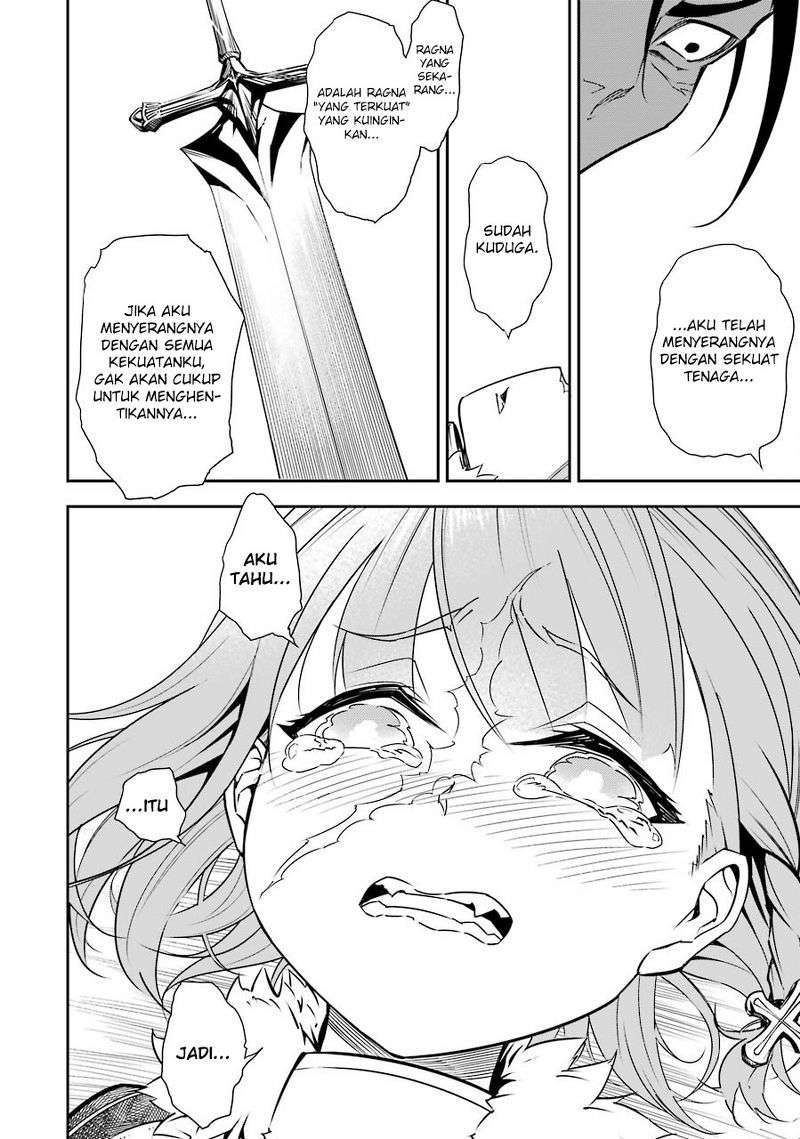 ...AKU TELAH
MENYERANGNYA
DENGAN SEKUAT
TENAGA...
SUDAH
KUDUGA.
RAGNA
YANG
SEKA-
RANG...
ADALAH RAGNA
"YANG TERKUAT"
YANG KUINGIN-
KAN...
JIKA AKU
MENYERANGNYA
DENGAN SEMUA
KEKUATANKU,
GAK AKAN CUKUP
UNTUK MENGHEN-
TIKANNYA...
AKU
TAHU...
...ITU
JADI...